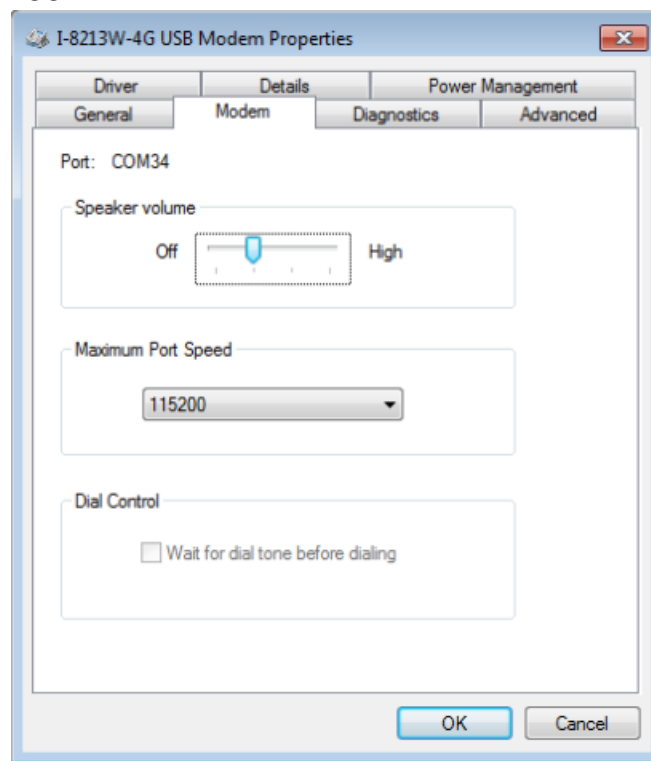 I-8213W-4G USB Modem Properties
Driver Details Power Management
General Modem Diagnostics Advanced
Port: COM34
Speaker volume
Off High
Maximum Port Speed
115200
Dial Control
Wait for dial tone before dialing
OK Cancel